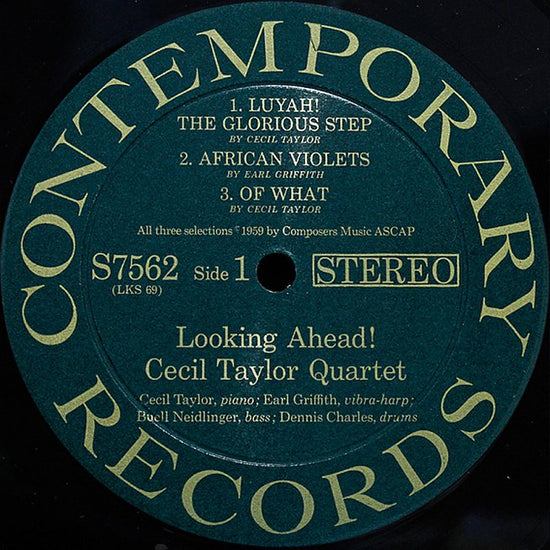 CONTEMPORARY
1. LUYAH!
THE GLORIOUS STEP
BY CECIL TAYLOR
2. AFRICAN VIOLETS
BY EARL GRIFFITH
3. OF WHAT
BY CECIL TAYLOR
All three selections ©1959 by Composers Music ASCAP
S7562 Side 1 STEREO
(LKS 69)
Looking Ahead!
Cecil Taylor Quartet
Cecil Taylor, piano; Earl Griffith, vibra-harp;
Buell Neidlinger, bass; Dennis Charles, drums
RECORDS